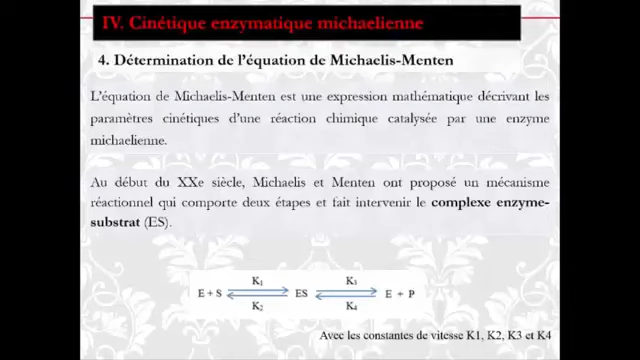 IV. Cinétique enzymatique michaelienne
4. Détermination de l'équation de Michaelis-Menten
L'équation de Michaelis-Menten est une expression mathématique décrivant les
paramètres cinétiques d'une réaction chimique catalysée par une enzyme
michaelienne.
Au début du XXe siècle, Michaelis et Menten ont proposé un mécanisme
réactionnel qui comporte deux étapes et fait intervenir le complexe enzyme-
substrat (ES).
K1 K3
E + S ES E + P
K2 K4
Avec les constantes de vitesse K1, K2, K3 et K4